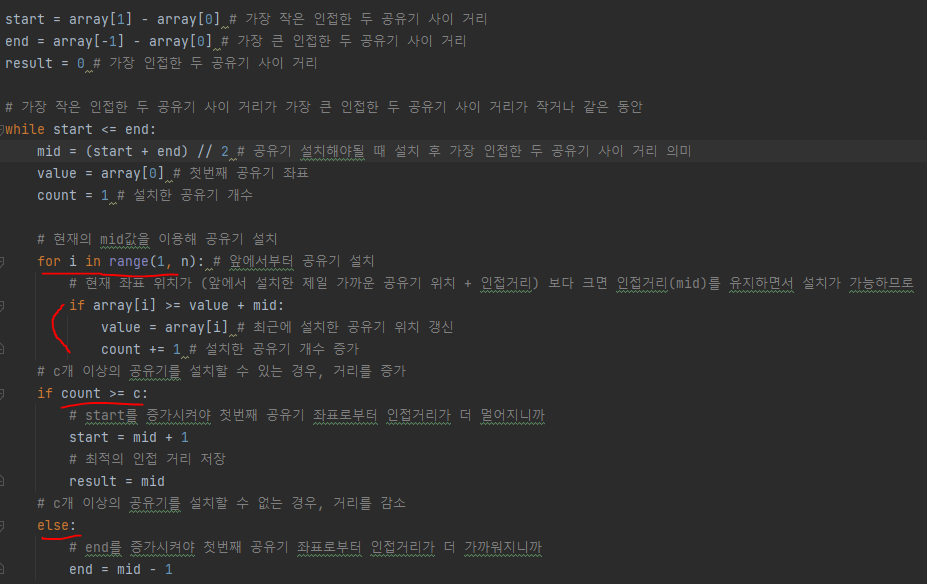 start = array[1] - array[0] # 가장 작은 인접한 두 공유기 사이 거리
end = array[-1] - array[0] # 가장 큰 인접한 두 공유기 사이 거리
result = 0 # 가장 인접한 두 공유기 사이 거리
# 가장 작은 인접한 두 공유기 사이 거리가 가장 큰 인접한 두 공유기 사이 거리가 작거나 같은 동안
while start <= end:
mid = (start + end) // 2 # 공유기 설치해야될 때 설치 후 가장 인접한 두 공유기 사이 거리 의미
value = array[0] # 첫번째 공유기 좌표
count = 1 # 설치한 공유기 개수
# 현재의 mid값을 이용해 공유기 설치
for i in range(1, n): # 앞에서부터 공유기 설치
# 현재 좌표 위치가 (앞에서 설치한 제일 가까운 공유기 위치 + 인접거리) 보다 크면 인접거리(mid)를 유지하면서 설치가 가능하므로
if array[i] >= value + mid:
value = array[i] # 최근에 설치한 공유기 위치 갱신
count += 1 # 설치한 공유기 개수 증가
# c개 이상의 공유기를 설치할 수 있는 경우, 거리를 증가
if count >= c:
# start를 증가시켜야 첫번째 공유기 좌표로부터 인접거리가 더 멀어지니까
start = mid + 1
# 최적의 인접 거리 저장
result = mid
# c개 이상의 공유기를 설치할 수 없는 경우, 거리를 감소
else:
# end를 증가시켜야 첫번째 공유기 좌표로부터 인접거리가 더 가까워지니까
end = mid - 1